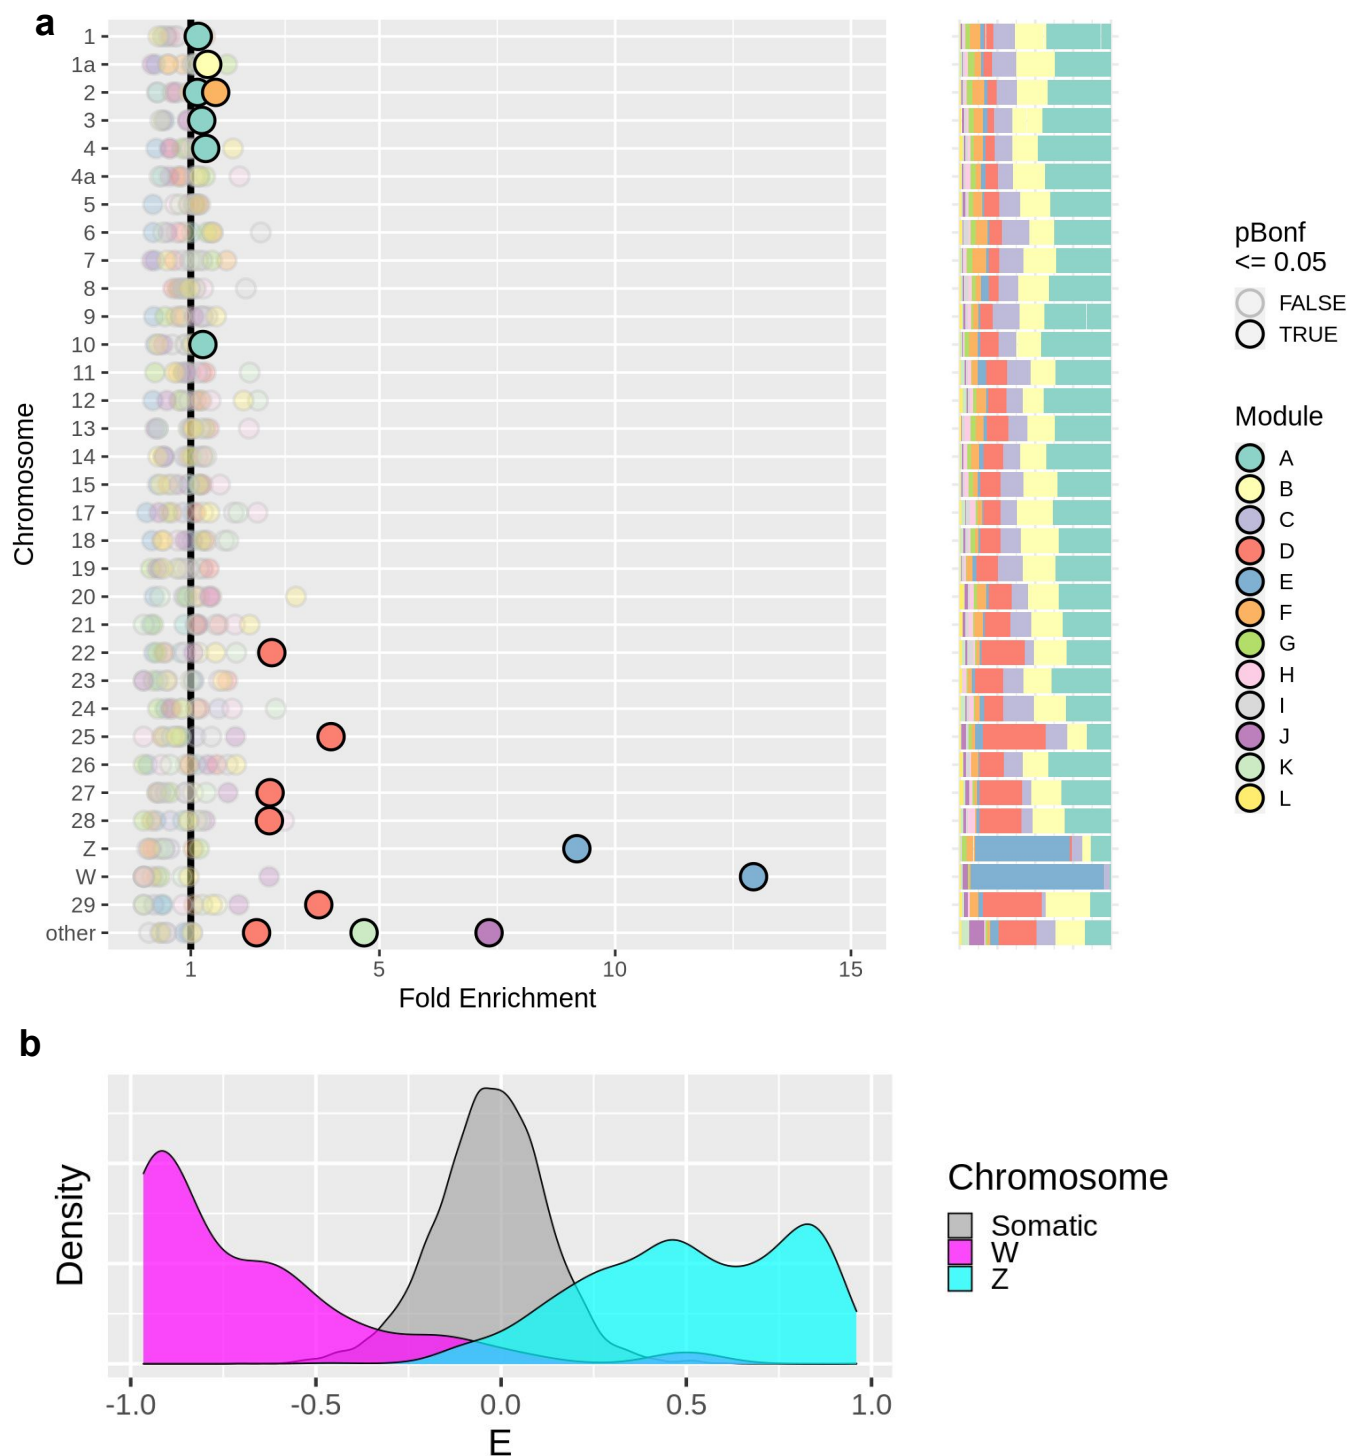 a
1
1a
2
3
4
4a
5
6
7
8
9
10
11
12
13
14
15
17
18
19
20
21
22
23
24
25
26
27
28
Z
W
29
other
Chromosome
1 5 10 15
Fold Enrichment
pBonf
<= 0.05
FALSE
TRUE
Module
A
B
C
D
E
F
G
H
I
J
K
L
b
Density
-1.0 -0.5 0.0 0.5 1.0
E
Chromosome
Somatic
W
Z